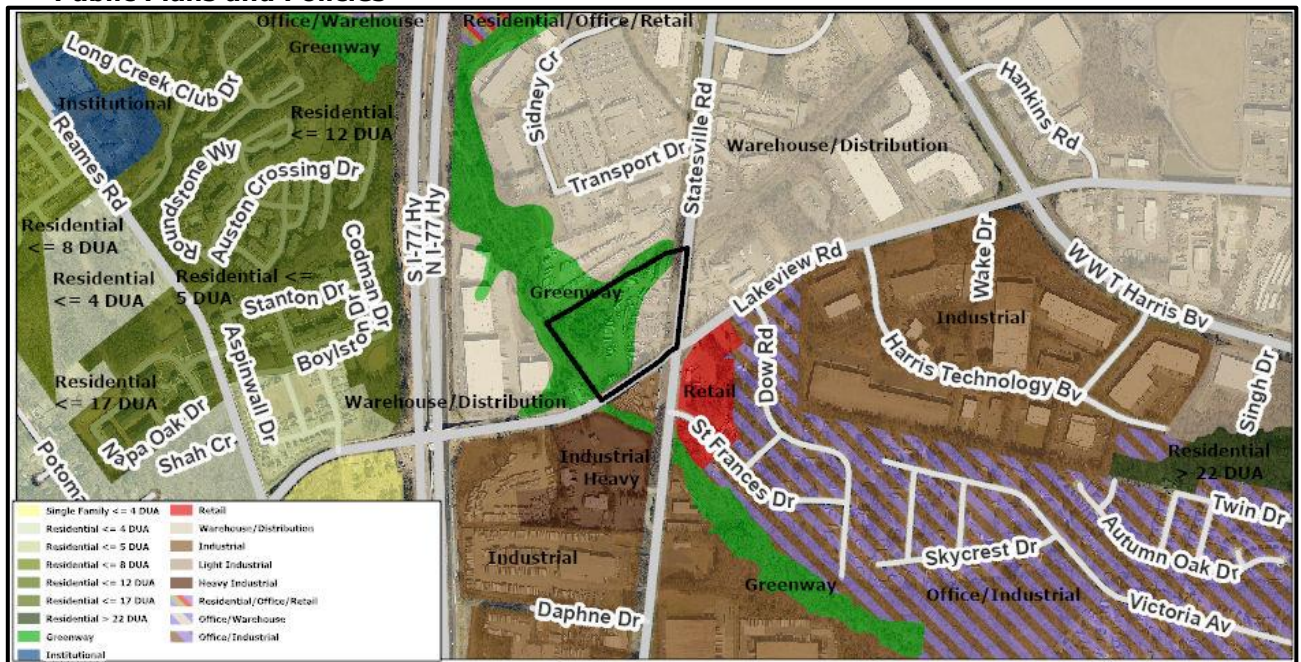 Public Plans and Policies
Office/Warehouse
Greenway
Residential/Office/Retail
Long Creek Club Dr
Institutional
Reames Rd
Residential
<= 12 DUA
Roundstone Wy
Auston Crossing Dr
Sidney Cr
Transport Dr
Statesville Rd
Warehouse/Distribution
Hankins Rd
S I-77 Hy
N I-77 Hy
Residential
<= 8 DUA
Residential
<= 4 DUA
Residential <=
5 DUA
Stanton Dr
Codman Dr
Boylston Dr
Aspinwall Dr
Greenway
Lakeview Rd
Wake Dr
W W T Harris Bv
Industrial
Harris Technology Bv
Singh Dr
Dow Rd
Retail
Residential
<= 17 DUA
Napa Oak Dr
Shah Cr
Warehouse/Distribution
Industrial
- Heavy
St Frances Dr
Residential
> 22 DUA
Twin Dr
Autumn Oak Dr
Skycrest Dr
Victoria Av
Industrial
Greenway
Office/Industrial
Daphne Dr
Potoma
Single Family <= 4 DUA
Residential <= 4 DUA
Residential <= 5 DUA
Residential <= 8 DUA
Residential <= 12 DUA
Residential <= 17 DUA
Residential > 22 DUA
Greenway
Institutional
Retail
Warehouse/Distribution
Industrial
Light Industrial
Heavy Industrial
Residential/Office/Retail
Office/Warehouse
Office/Industrial